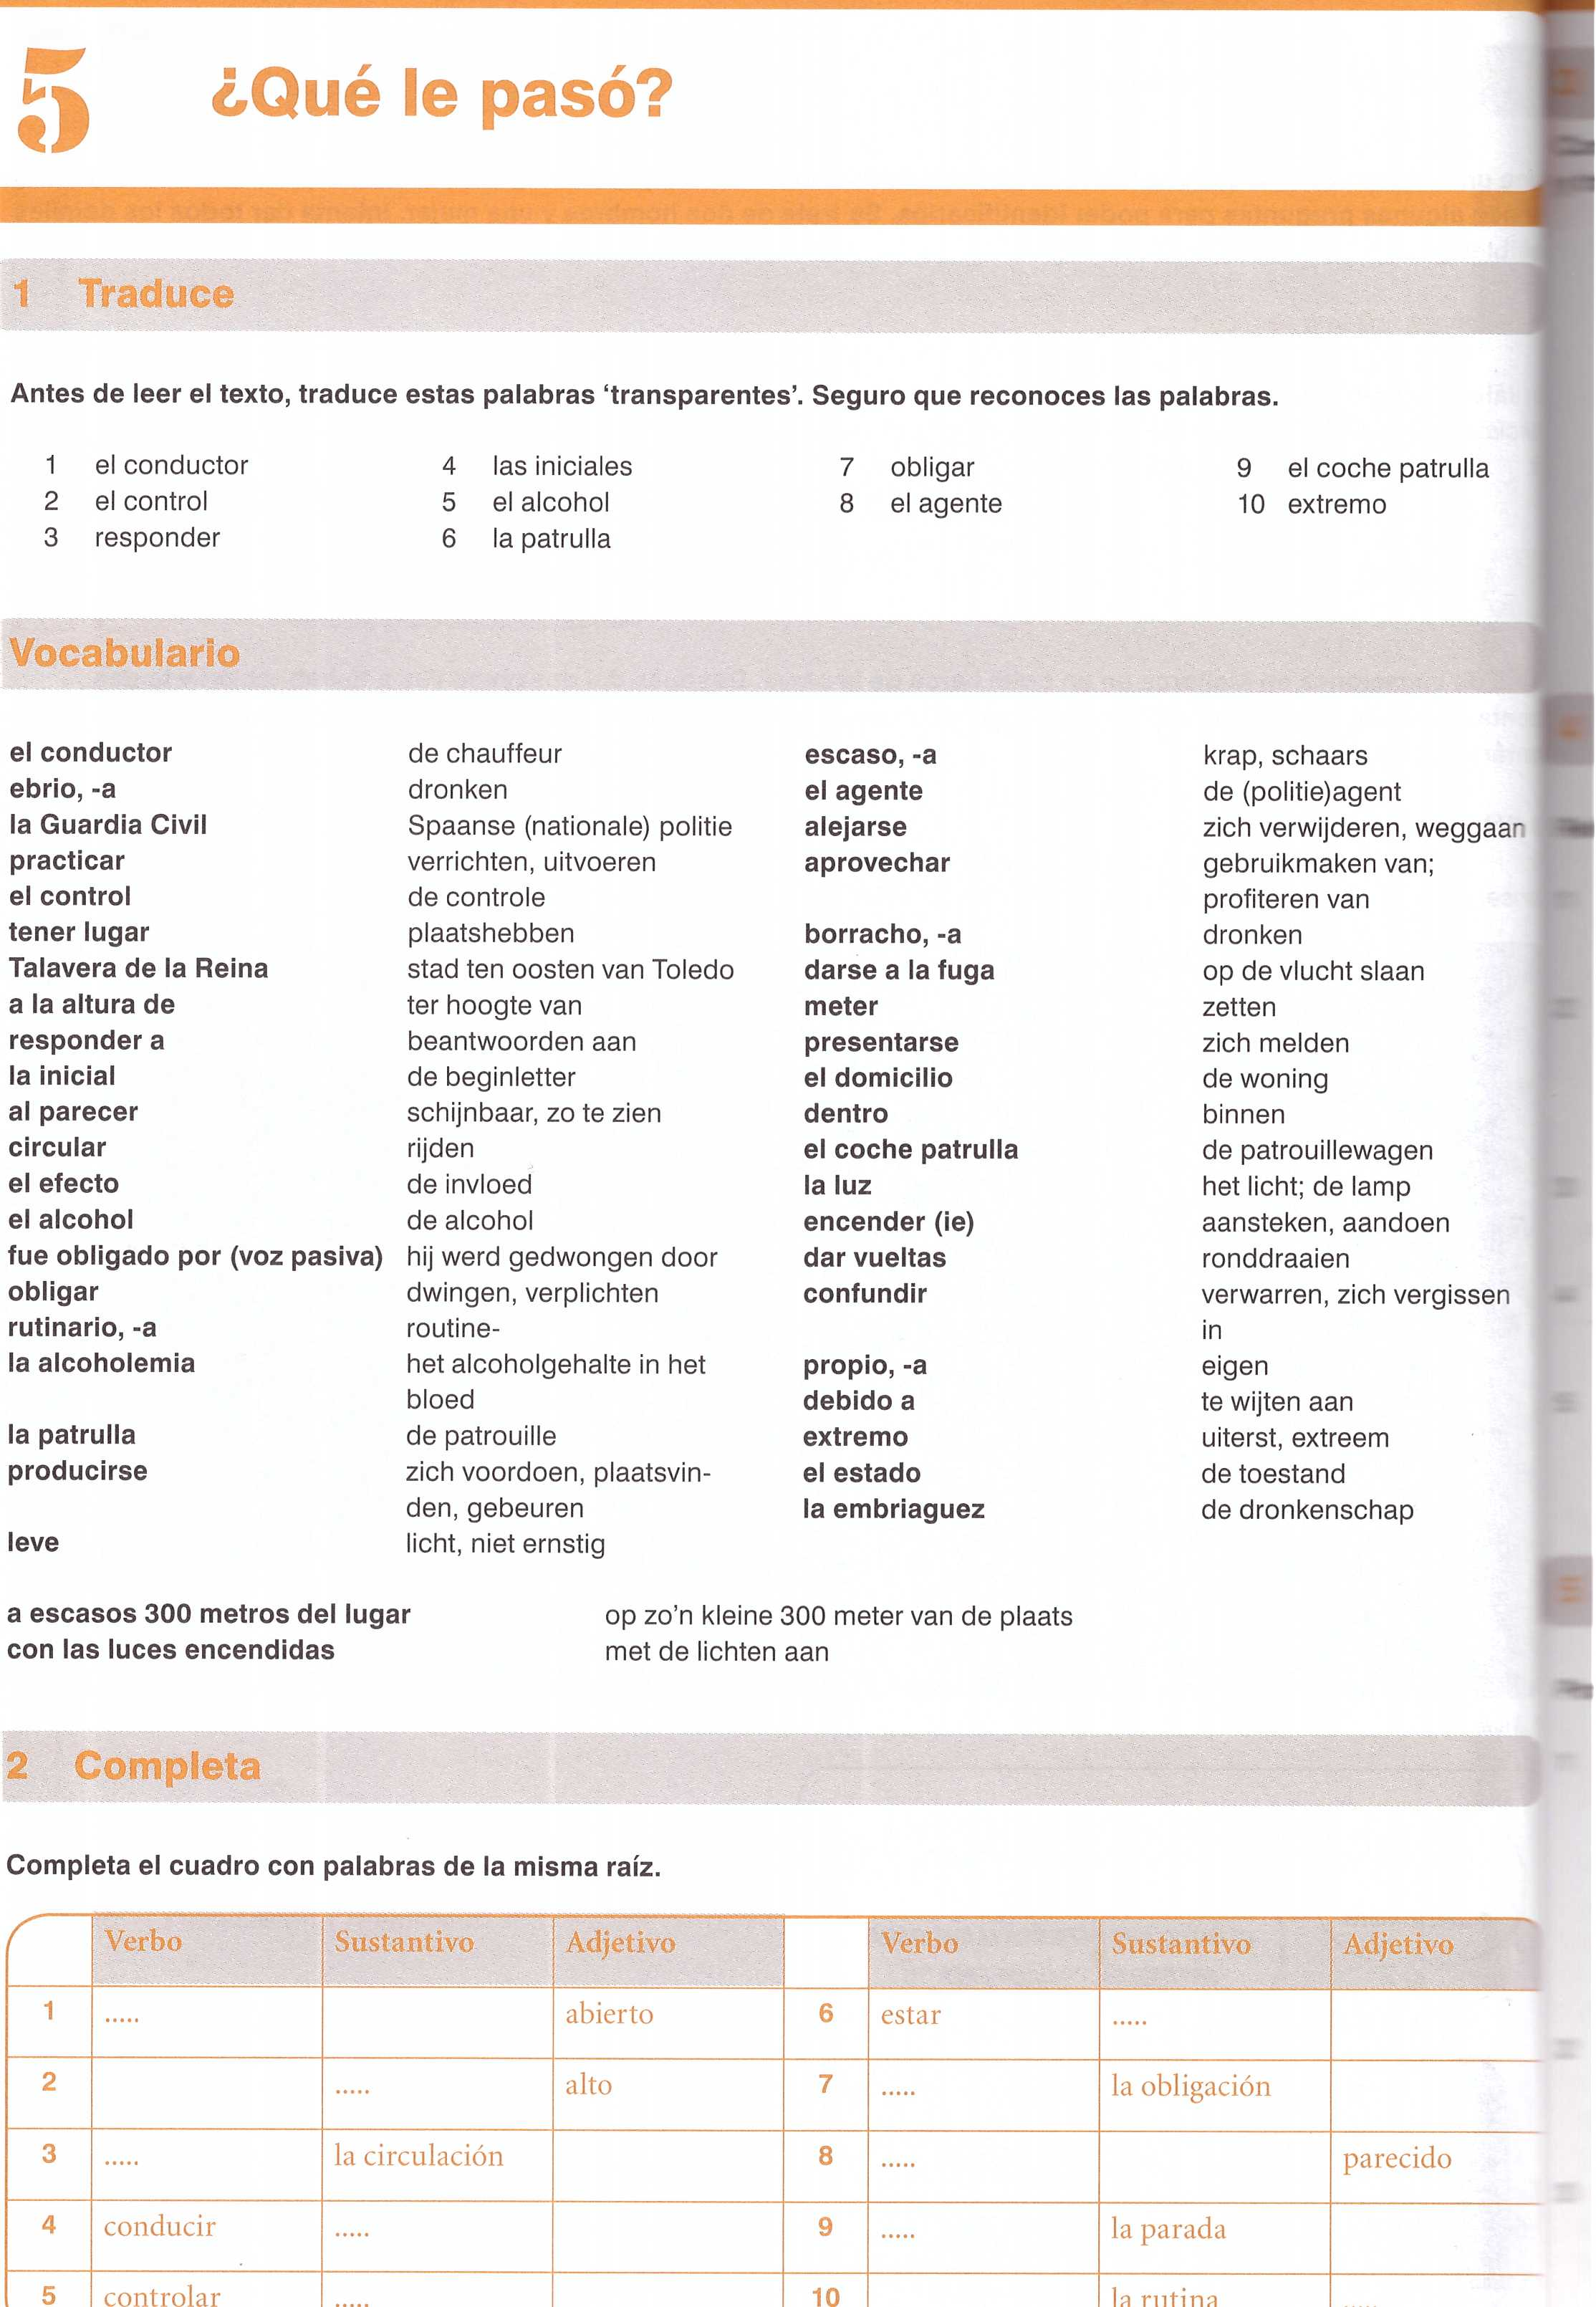 5 ¿Qué le pasó?
1 Traduce
Antes de leer el texto, traduce estas palabras ‘transparentes’. Seguro que reconoces las palabras.
1 el conductor
2 el control
3 responder
4 las iniciales
5 el alcohol
6 la patrulla
7 obligar
8 el agente
9 el coche patrulla
10 extremo
Vocabulario
el conductor de chauffeur
ebrio, -a dronken
la Guardia Civil Spaanse (nationale) politie
practicar verrichten, uitvoeren
el control de controle
tener lugar plaatshebben
Talavera de la Reina stad ten oosten van Toledo
a la altura de ter hoogte van
responder a beantwoorden aan
la inicial de beginletter
al parecer schijnbaar, zo te zien
circular rijden
el efecto de invloed
el alcohol de alcohol
fue obligado por (voz pasiva) hij werd gedwongen door
obligar dwingen, verplichten
rutinario, -a routine-
la alcoholemia het alcoholgehalte in het
bloed
la patrulla de patrouille
producirse zich voordoen, plaatsvin-
den, gebeuren
leve licht, niet ernstig
escaso, -a krap, schaars
el agente de (politie)agent
alejarse zich verwijderen, weggaan
aprovechar gebruikmaken van;
profiteren van
borracho, -a dronken
darse a la fuga op de vlucht slaan
meter zetten
presentarse zich melden
el domicilio de woning
dentro binnen
el coche patrulla de patrouillewagen
la luz het licht; de lamp
encender (ie) aansteken, aandoen
dar vueltas ronddraaien
confundir verwarren, zich vergissen
in
propio, -a eigen
debido a te wijten aan
extremo uiterst, extreem
el estado de toestand
la embriaguez de dronkenschap
a escasos 300 metros del lugar op zo’n kleine 300 meter van de plaats
con las luces encendidas met de lichten aan
2 Completa
Completa el cuadro con palabras de la misma raíz.
Verbo Sustantivo Adjetivo Verbo Sustantivo Adjetivo
1 ..... abierto 6 estar .....
2 ..... alto 7 ..... la obligación
3 ..... la circulación 8 ..... parecido
4 conducir ..... 9 ..... la parada
5 controlar ..... 10 la rutina .....